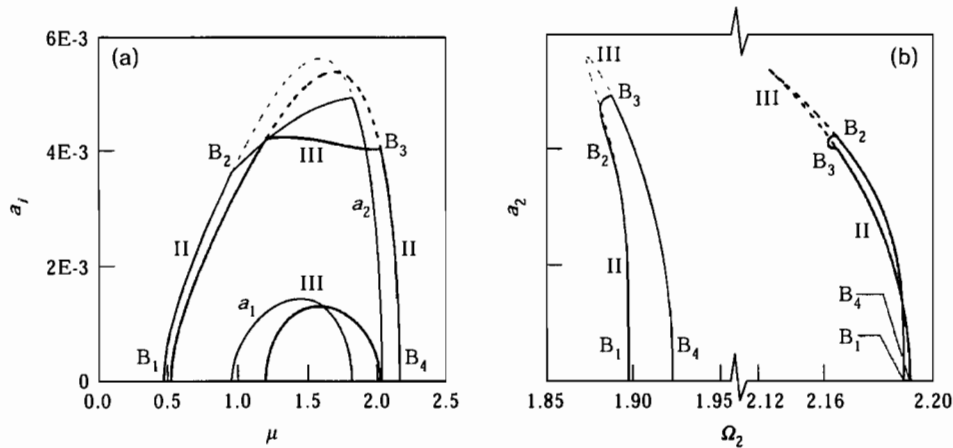 (a)
6E-3
4E-3
2E-3
0
a_i
B₂
III
B₃
a₂
II
II
III
a₁
B₁
B₄
0.0 0.5 1.0 1.5 2.0 2.5
μ
(b)
III
B₃
B₂
II
B₁
B₄
a₂
III
B₂
B₃
II
B₄
B₁
1.85 1.90 1.95 2.12 2.16 2.20
Ω₂